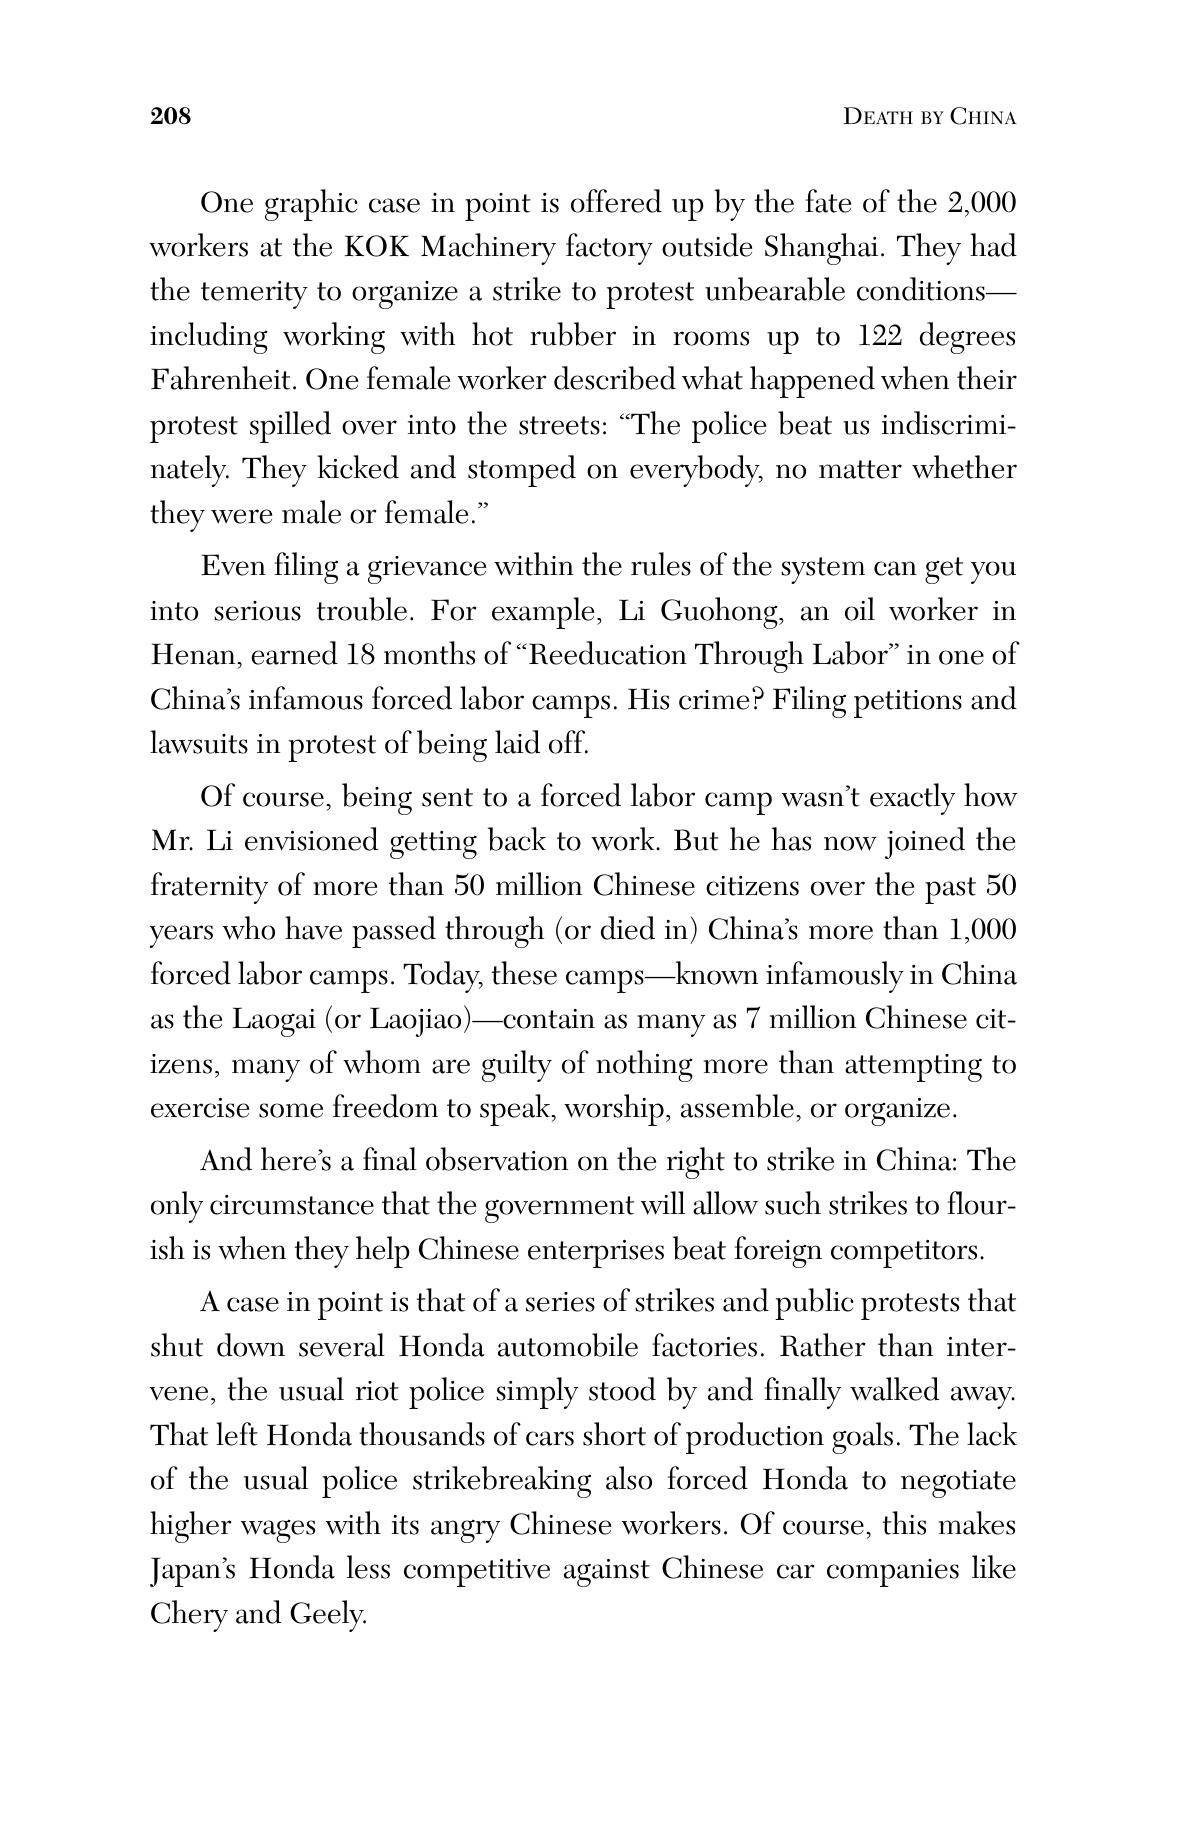 208 DEATH BY CHINA
One graphic case in point is offered up by the fate of the 2,000
workers at the KOK Machinery factory outside Shanghai. They had
the temerity to organize a strike to protest unbearable conditions—
including working with hot rubber in rooms up to 122 degrees
Fahrenheit. One female worker described what happened when their
protest spilled over into the streets: “The police beat us indiscrimi-
nately. They kicked and stomped on everybody, no matter whether
they were male or female.”
Even filing a grievance within the rules of the system can get you
into serious trouble. For example, Li Guohong, an oil worker in
Henan, earned 18 months of “Reeducation Through Labor” in one of
China’s infamous forced labor camps. His crime? Filing petitions and
lawsuits in protest of being laid off.
Of course, being sent to a forced labor camp wasn’t exactly how
Mr. Li envisioned getting back to work. But he has now joined the
fraternity of more than 50 million Chinese citizens over the past 50
years who have passed through (or died in) China’s more than 1,000
forced labor camps. Today, these camps—known infamously in China
as the Laogai (or Laojiao)—contain as many as 7 million Chinese cit-
izens, many of whom are guilty of nothing more than attempting to
exercise some freedom to speak, worship, assemble, or organize.
And here’s a final observation on the right to strike in China: The
only circumstance that the government will allow such strikes to flour-
ish is when they help Chinese enterprises beat foreign competitors.
A case in point is that of a series of strikes and public protests that
shut down several Honda automobile factories. Rather than inter-
vene, the usual riot police simply stood by and finally walked away.
That left Honda thousands of cars short of production goals. The lack
of the usual police strikebreaking also forced Honda to negotiate
higher wages with its angry Chinese workers. Of course, this makes
Japan’s Honda less competitive against Chinese car companies like
Chery and Geely.